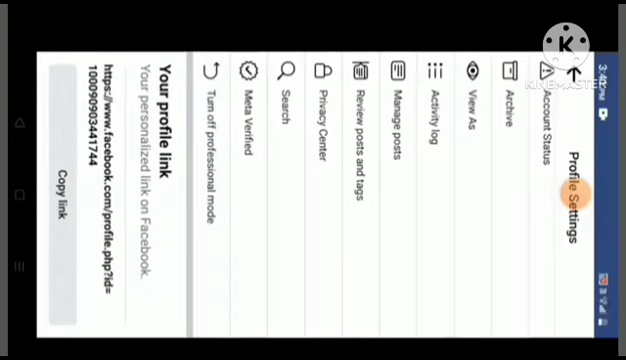 3:40PM
K
KINEMASTER
Profile Settings
Account Status
Archive
View As
Activity log
Manage posts
Review posts and tags
Privacy Center
Search
Meta Verified
Turn off professional mode
Your profile link
Your personalized link on Facebook.
https://www.facebook.com/profile.php?id=
100090903441744
Copy link